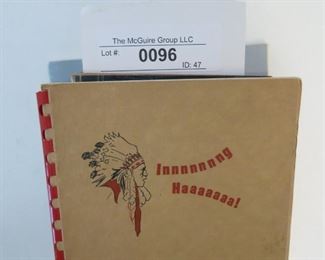 The McGuire Group LLC
Lot #:
0096
ID: 47
Innnnnnng
Haaaaaaa!